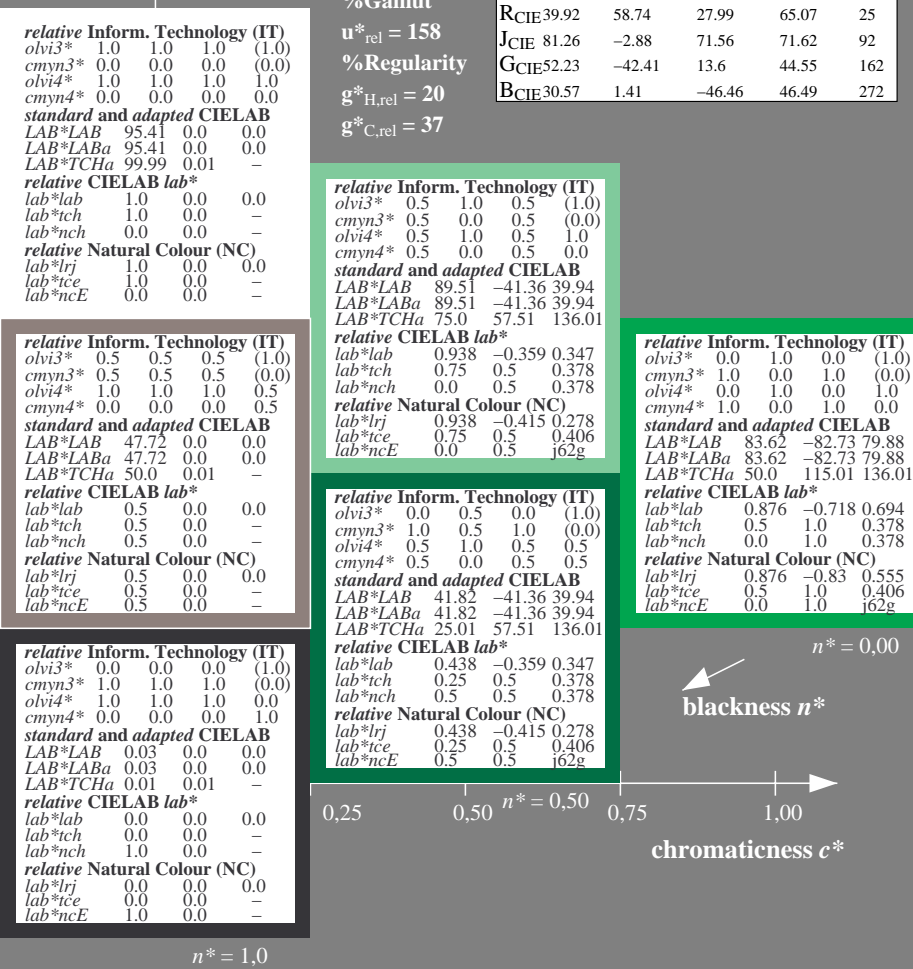 %Gamut
u*rel = 158
%Regularity
g*H,rel = 20
g*C,rel = 37
RCIE 39.92 58.74 27.99 65.07 25
JCIE 81.26 −2.88 71.56 71.62 92
GCIE 52.23 −42.41 13.6 44.55 162
BCIE 30.57 1.41 −46.46 46.49 272
relative Inform. Technology (IT)
olvi3* 1.0 1.0 1.0 (1.0)
cmyn3* 0.0 0.0 0.0 (0.0)
olvi4* 1.0 1.0 1.0 1.0
cmyn4* 0.0 0.0 0.0 0.0
standard and adapted CIELAB
LAB*LAB 95.41 0.0 0.0
LAB*LABa 95.41 0.0 0.0
LAB*TCHa 99.99 0.01 –
relative CIELAB lab*
lab*lab 1.0 0.0 0.0
lab*tch 1.0 0.0 –
lab*nch 0.0 0.0 –
relative Natural Colour (NC)
lab*lrj 1.0 0.0 0.0
lab*tce 1.0 0.0 –
lab*ncE 0.0 0.0 –
relative Inform. Technology (IT)
olvi3* 0.5 1.0 0.5 (1.0)
cmyn3* 0.5 0.0 0.5 (0.0)
olvi4* 0.5 1.0 0.5 1.0
cmyn4* 0.5 0.0 0.5 0.0
standard and adapted CIELAB
LAB*LAB 89.51 −41.36 39.94
LAB*LABa 89.51 −41.36 39.94
LAB*TCHa 75.0 57.51 136.01
relative CIELAB lab*
lab*lab 0.938 −0.359 0.347
lab*tch 0.75 0.5 0.378
lab*nch 0.0 0.5 0.378
relative Natural Colour (NC)
lab*lrj 0.938 −0.415 0.278
lab*tce 0.75 0.5 0.406
lab*ncE 0.0 0.5 j62g
relative Inform. Technology (IT)
olvi3* 0.5 0.5 0.5 (1.0)
cmyn3* 0.5 0.5 0.5 (0.0)
olvi4* 1.0 1.0 1.0 0.5
cmyn4* 0.0 0.0 0.0 0.5
standard and adapted CIELAB
LAB*LAB 47.72 0.0 0.0
LAB*LABa 47.72 0.0 0.0
LAB*TCHa 50.0 0.01 –
relative CIELAB lab*
lab*lab 0.5 0.0 0.0
lab*tch 0.5 0.0 –
lab*nch 0.5 0.0 –
relative Natural Colour (NC)
lab*lrj 0.5 0.0 0.0
lab*tce 0.5 0.0 –
lab*ncE 0.5 0.0 –
relative Inform. Technology (IT)
olvi3* 0.0 1.0 0.0 (1.0)
cmyn3* 1.0 0.0 1.0 (0.0)
olvi4* 0.0 1.0 0.0 1.0
cmyn4* 1.0 0.0 1.0 0.0
standard and adapted CIELAB
LAB*LAB 83.62 −82.73 79.88
LAB*LABa 83.62 −82.73 79.88
LAB*TCHa 50.0 115.01 136.01
relative CIELAB lab*
lab*lab 0.876 −0.718 0.694
lab*tch 0.5 1.0 0.378
lab*nch 0.0 1.0 0.378
relative Natural Colour (NC)
lab*lrj 0.876 −0.83 0.555
lab*tce 0.5 1.0 0.406
lab*ncE 0.0 1.0 j62g
relative Inform. Technology (IT)
olvi3* 0.0 0.5 0.0 (1.0)
cmyn3* 1.0 0.5 1.0 (0.0)
olvi4* 0.5 1.0 0.5 0.5
cmyn4* 0.5 0.0 0.5 0.5
standard and adapted CIELAB
LAB*LAB 41.82 −41.36 39.94
LAB*LABa 41.82 −41.36 39.94
LAB*TCHa 25.01 57.51 136.01
relative CIELAB lab*
lab*lab 0.438 −0.359 0.347
lab*tch 0.25 0.5 0.378
lab*nch 0.5 0.5 0.378
relative Natural Colour (NC)
lab*lrj 0.438 −0.415 0.278
lab*tce 0.25 0.5 0.406
lab*ncE 0.5 0.5 j62g
relative Inform. Technology (IT)
olvi3* 0.0 0.0 0.0 (1.0)
cmyn3* 1.0 1.0 1.0 (0.0)
olvi4* 1.0 1.0 1.0 0.0
cmyn4* 0.0 0.0 0.0 1.0
standard and adapted CIELAB
LAB*LAB 0.03 0.0 0.0
LAB*LABa 0.03 0.0 0.0
LAB*TCHa 0.01 0.01 –
relative CIELAB lab*
lab*lab 0.0 0.0 0.0
lab*tch 0.0 0.0 –
lab*nch 1.0 0.0 –
relative Natural Colour (NC)
lab*lrj 0.0 0.0 0.0
lab*tce 0.0 0.0 –
lab*ncE 1.0 0.0 –
n* = 0,00
blackness n*
n* = 0,50
0,25 0,50 0,75 1,00
chromaticness c*
n* = 1,0